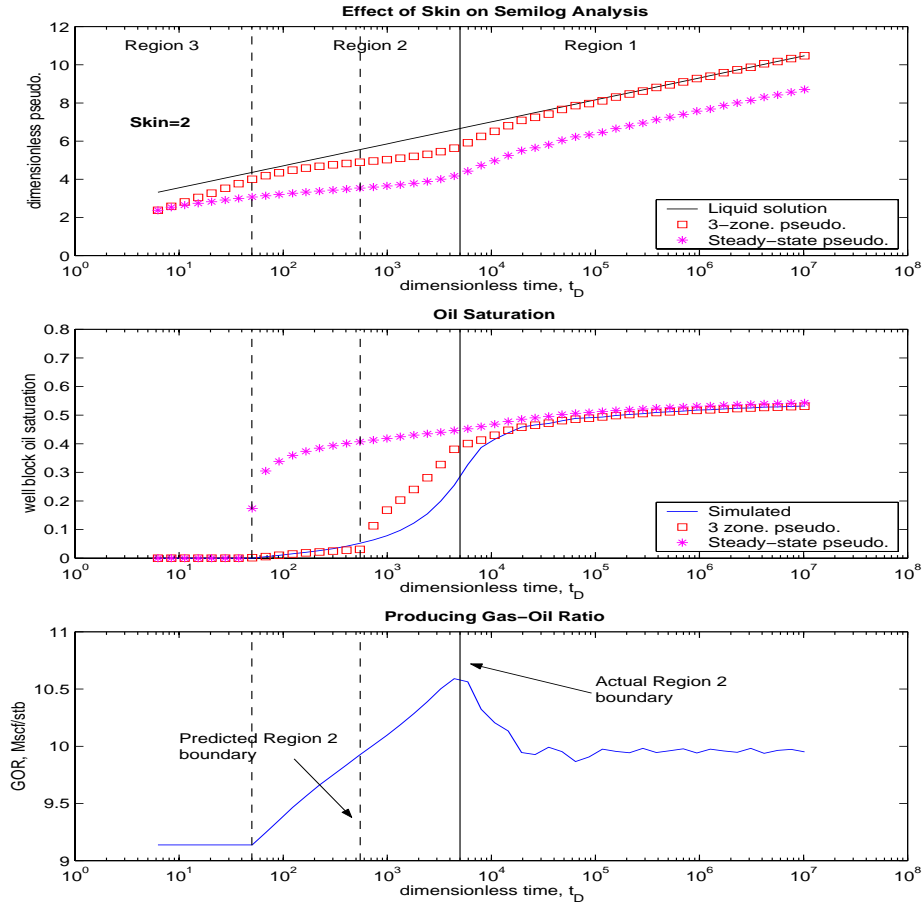 Effect of Skin on Semilog Analysis
12
10
8
6
4
2
0
dimensionless pseudo.
Region 3
Region 2
Region 1
Skin=2
Liquid solution
3-zone. pseudo.
Steady-state pseudo.
10^0
10^1
10^2
10^3
10^4
10^5
10^6
10^7
10^8
dimensionless time, t_D
Oil Saturation
0.8
0.7
0.6
0.5
0.4
0.3
0.2
0.1
0
well block oil saturation
Simulated
3 zone. pseudo.
Steady-state pseudo.
10^0
10^1
10^2
10^3
10^4
10^5
10^6
10^7
10^8
dimensionless time, t_D
Producing Gas-Oil Ratio
11
10.5
10
9.5
9
GOR, Mscf/stb
Actual Region 2
boundary
Predicted Region 2
boundary
10^0
10^1
10^2
10^3
10^4
10^5
10^6
10^7
10^8
dimensionless time, t_D